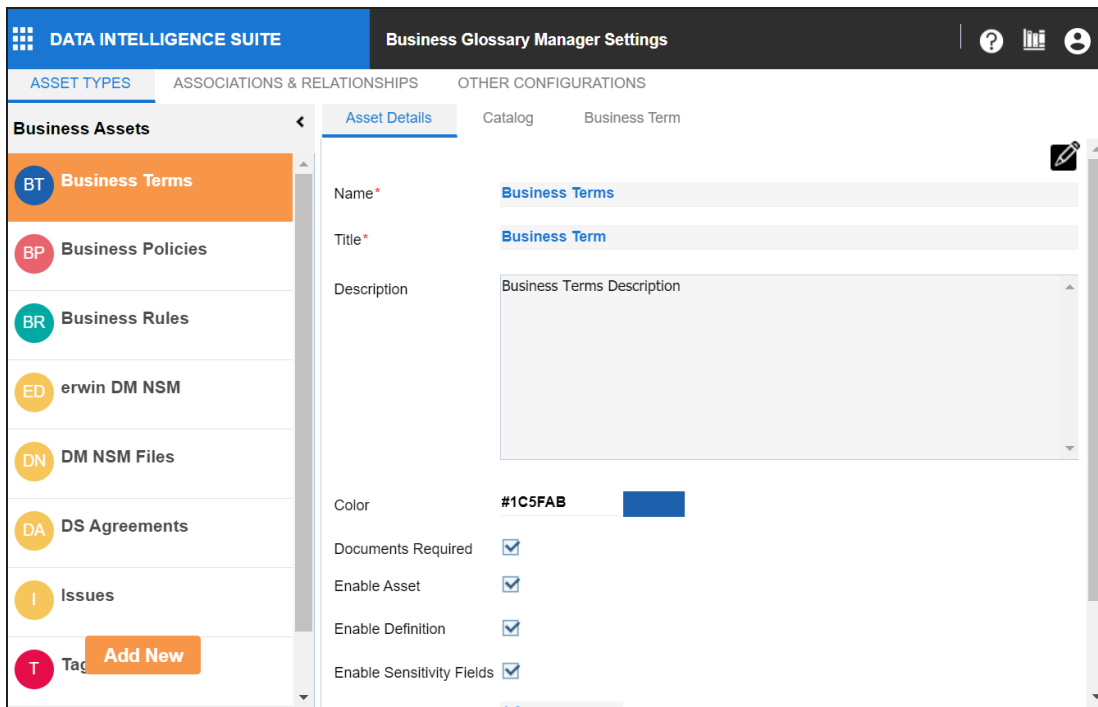 DATA INTELLIGENCE SUITE
Business Glossary Manager Settings
ASSET TYPES
ASSOCIATIONS & RELATIONSHIPS
OTHER CONFIGURATIONS
Business Assets
Asset Details
Catalog
Business Term
BT
Business Terms
BP
Business Policies
BR
Business Rules
ED
erwin DM NSM
DN
DM NSM Files
DA
DS Agreements
I
Issues
T
Add New
Name*
Business Terms
Title*
Business Term
Description
Business Terms Description
Color
#1C5FAB
Documents Required
Enable Asset
Enable Definition
Enable Sensitivity Fields